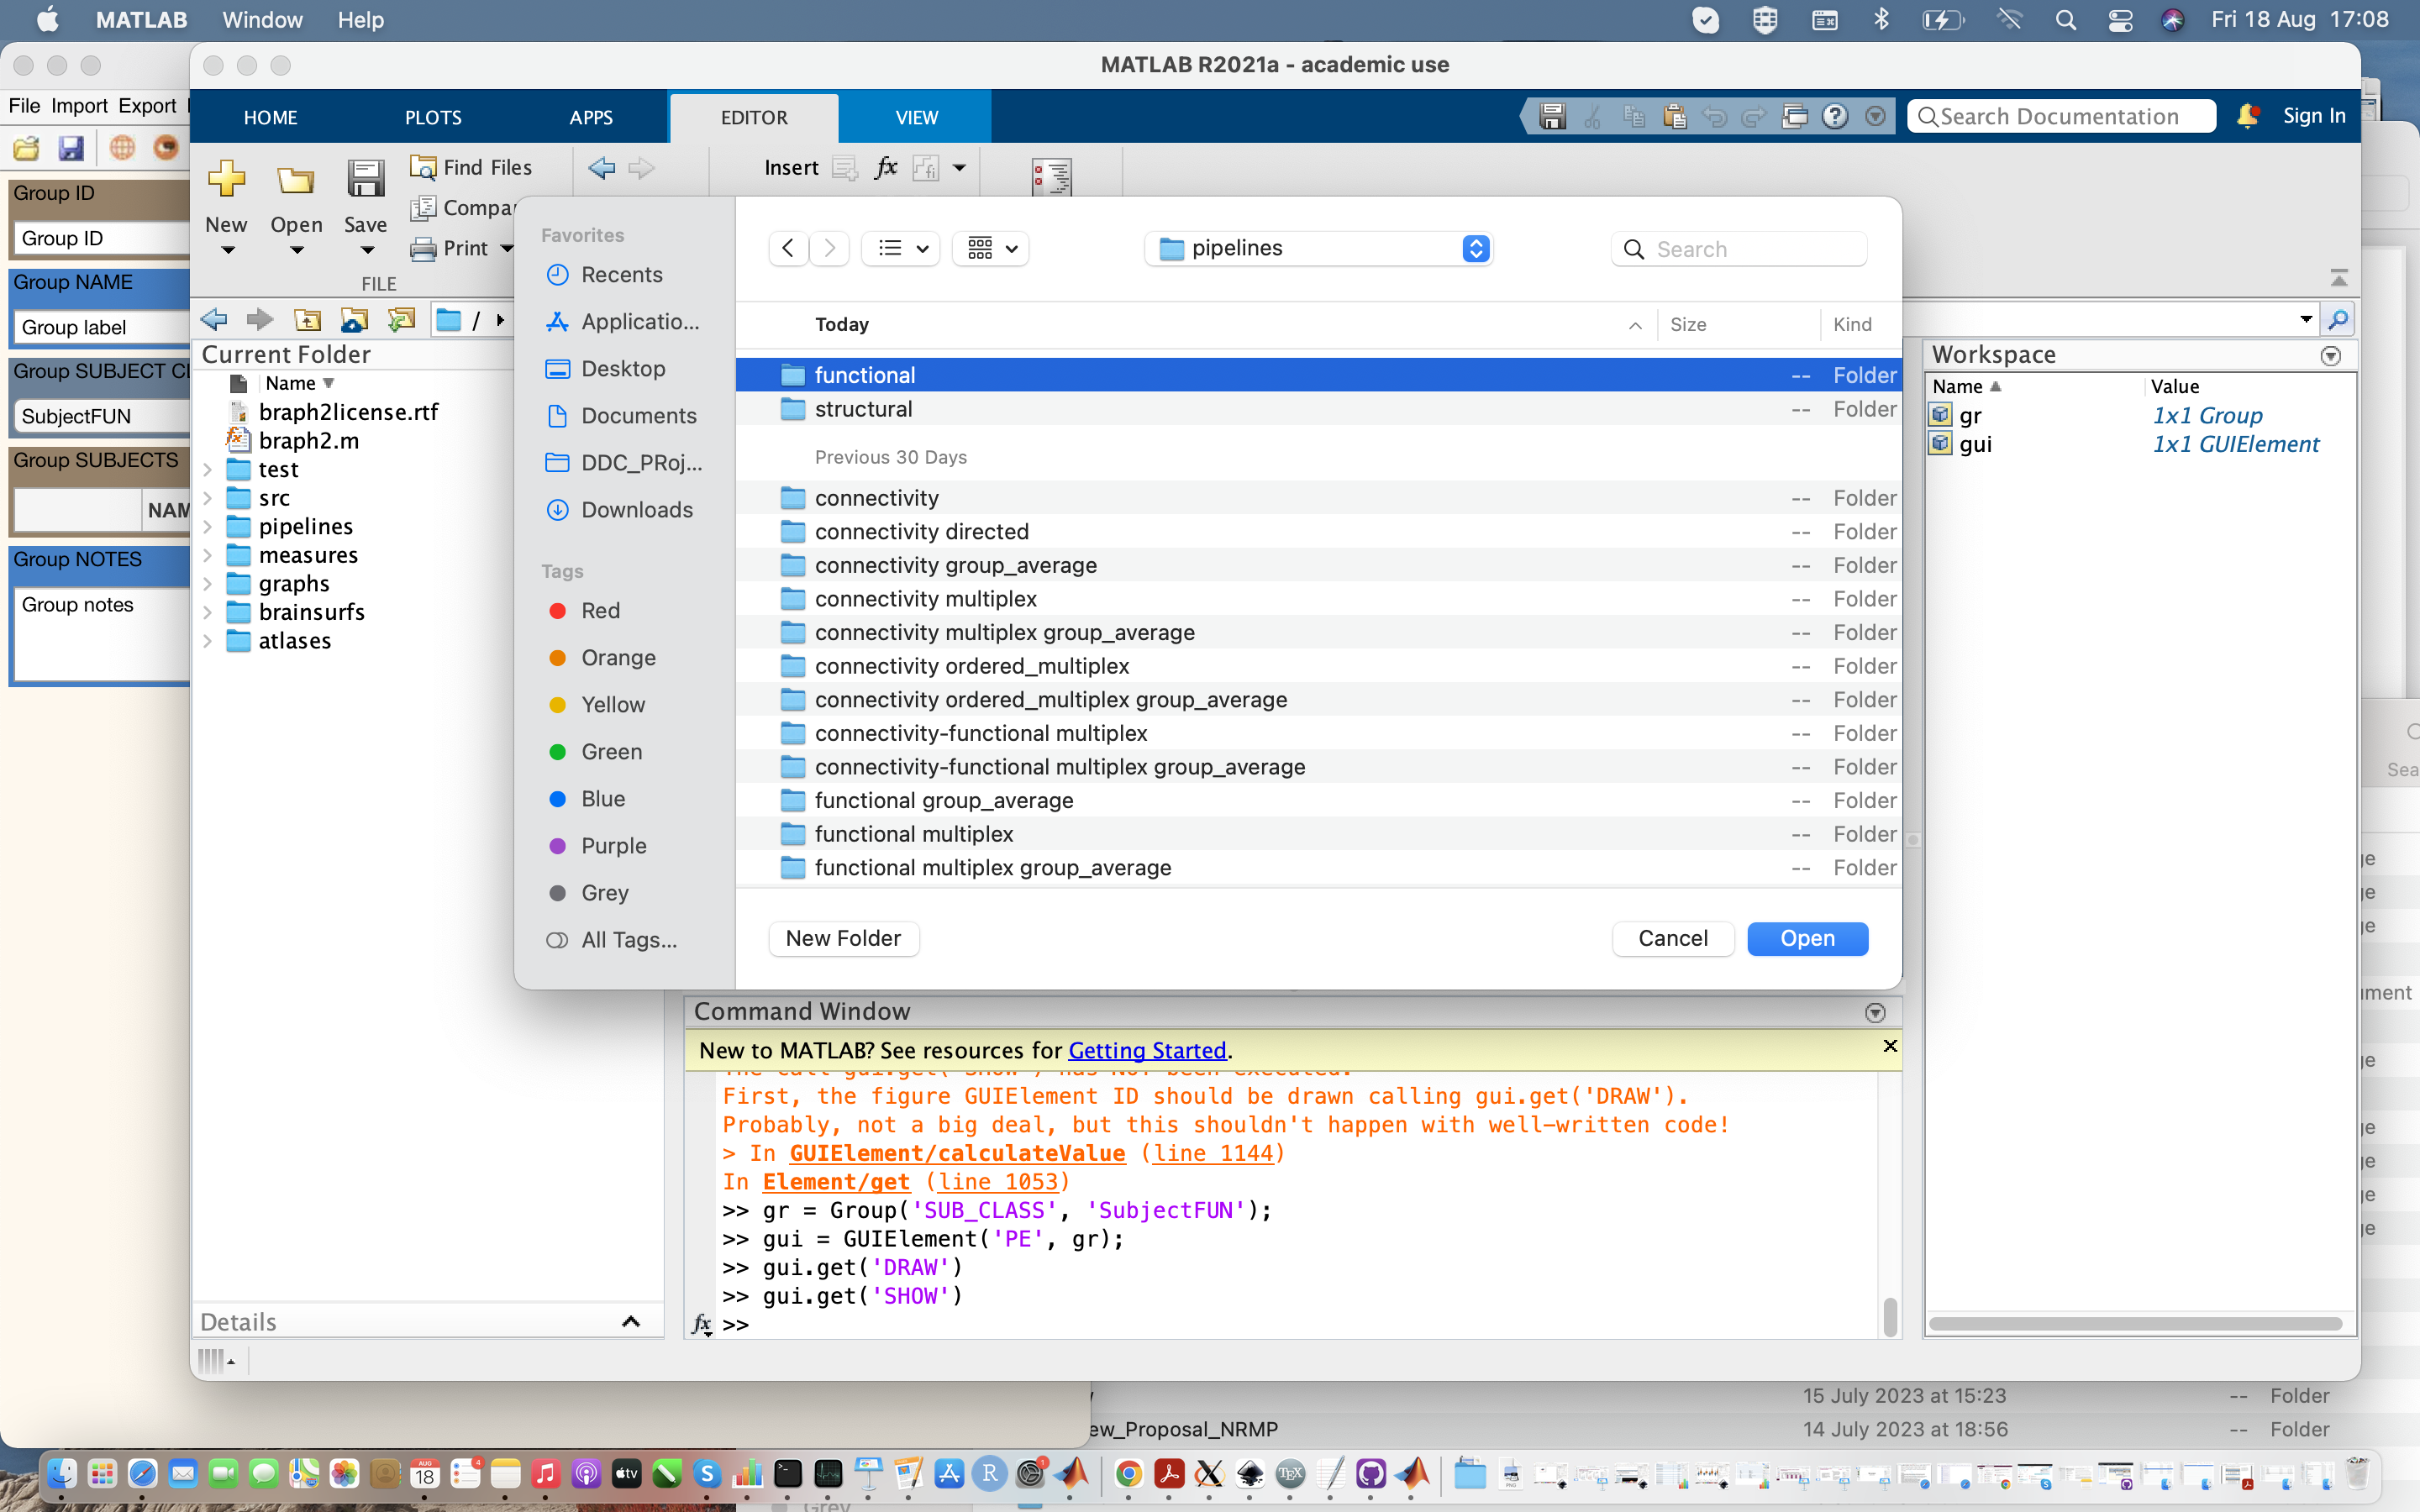 MATLAB Window Help
Fri 18 Aug 17:08
MATLAB R2021a - academic use
File Import Export
HOME PLOTS APPS EDITOR VIEW
Search Documentation
Sign In
New
Open
Save
Find Files
Print
FILE
Insert
fx
Group ID
Group ID
Group NAME
Group label
Group SUBJECT CL
SubjectFUN
Group SUBJECTS
NAM
Group NOTES
Group notes
/
Current Folder
Name
braph2license.rtf
braph2.m
test
src
pipelines
measures
graphs
brainsurfs
atlases
Details
Favorites
Recents
Applicatio...
Desktop
Documents
DDC_PRoj...
Downloads
Tags
Red
Orange
Yellow
Green
Blue
Purple
Grey
All Tags...
pipelines
Search
Today Size Kind
functional -- Folder
structural -- Folder
Previous 30 Days
connectivity -- Folder
connectivity directed -- Folder
connectivity group_average -- Folder
connectivity multiplex -- Folder
connectivity multiplex group_average -- Folder
connectivity ordered_multiplex -- Folder
connectivity ordered_multiplex group_average -- Folder
connectivity-functional multiplex -- Folder
connectivity-functional multiplex group_average -- Folder
functional group_average -- Folder
functional multiplex -- Folder
functional multiplex group_average -- Folder
New Folder
Cancel
Open
Workspace
Name Value
gr 1x1 Group
gui 1x1 GUIElement
Command Window
New to MATLAB? See resources for Getting Started.
First, the figure GUIElement ID should be drawn calling gui.get('DRAW').
Probably, not a big deal, but this shouldn't happen with well-written code!
> In GUIElement/calculateValue (line 1144)
In Element/get (line 1053)
>> gr = Group('SUB_CLASS', 'SubjectFUN');
>> gui = GUIElement('PE', gr);
>> gui.get('DRAW')
>> gui.get('SHOW')
fx >>
15 July 2023 at 15:23 -- Folder
ew_Proposal_NRMP 14 July 2023 at 18:56 -- Folder